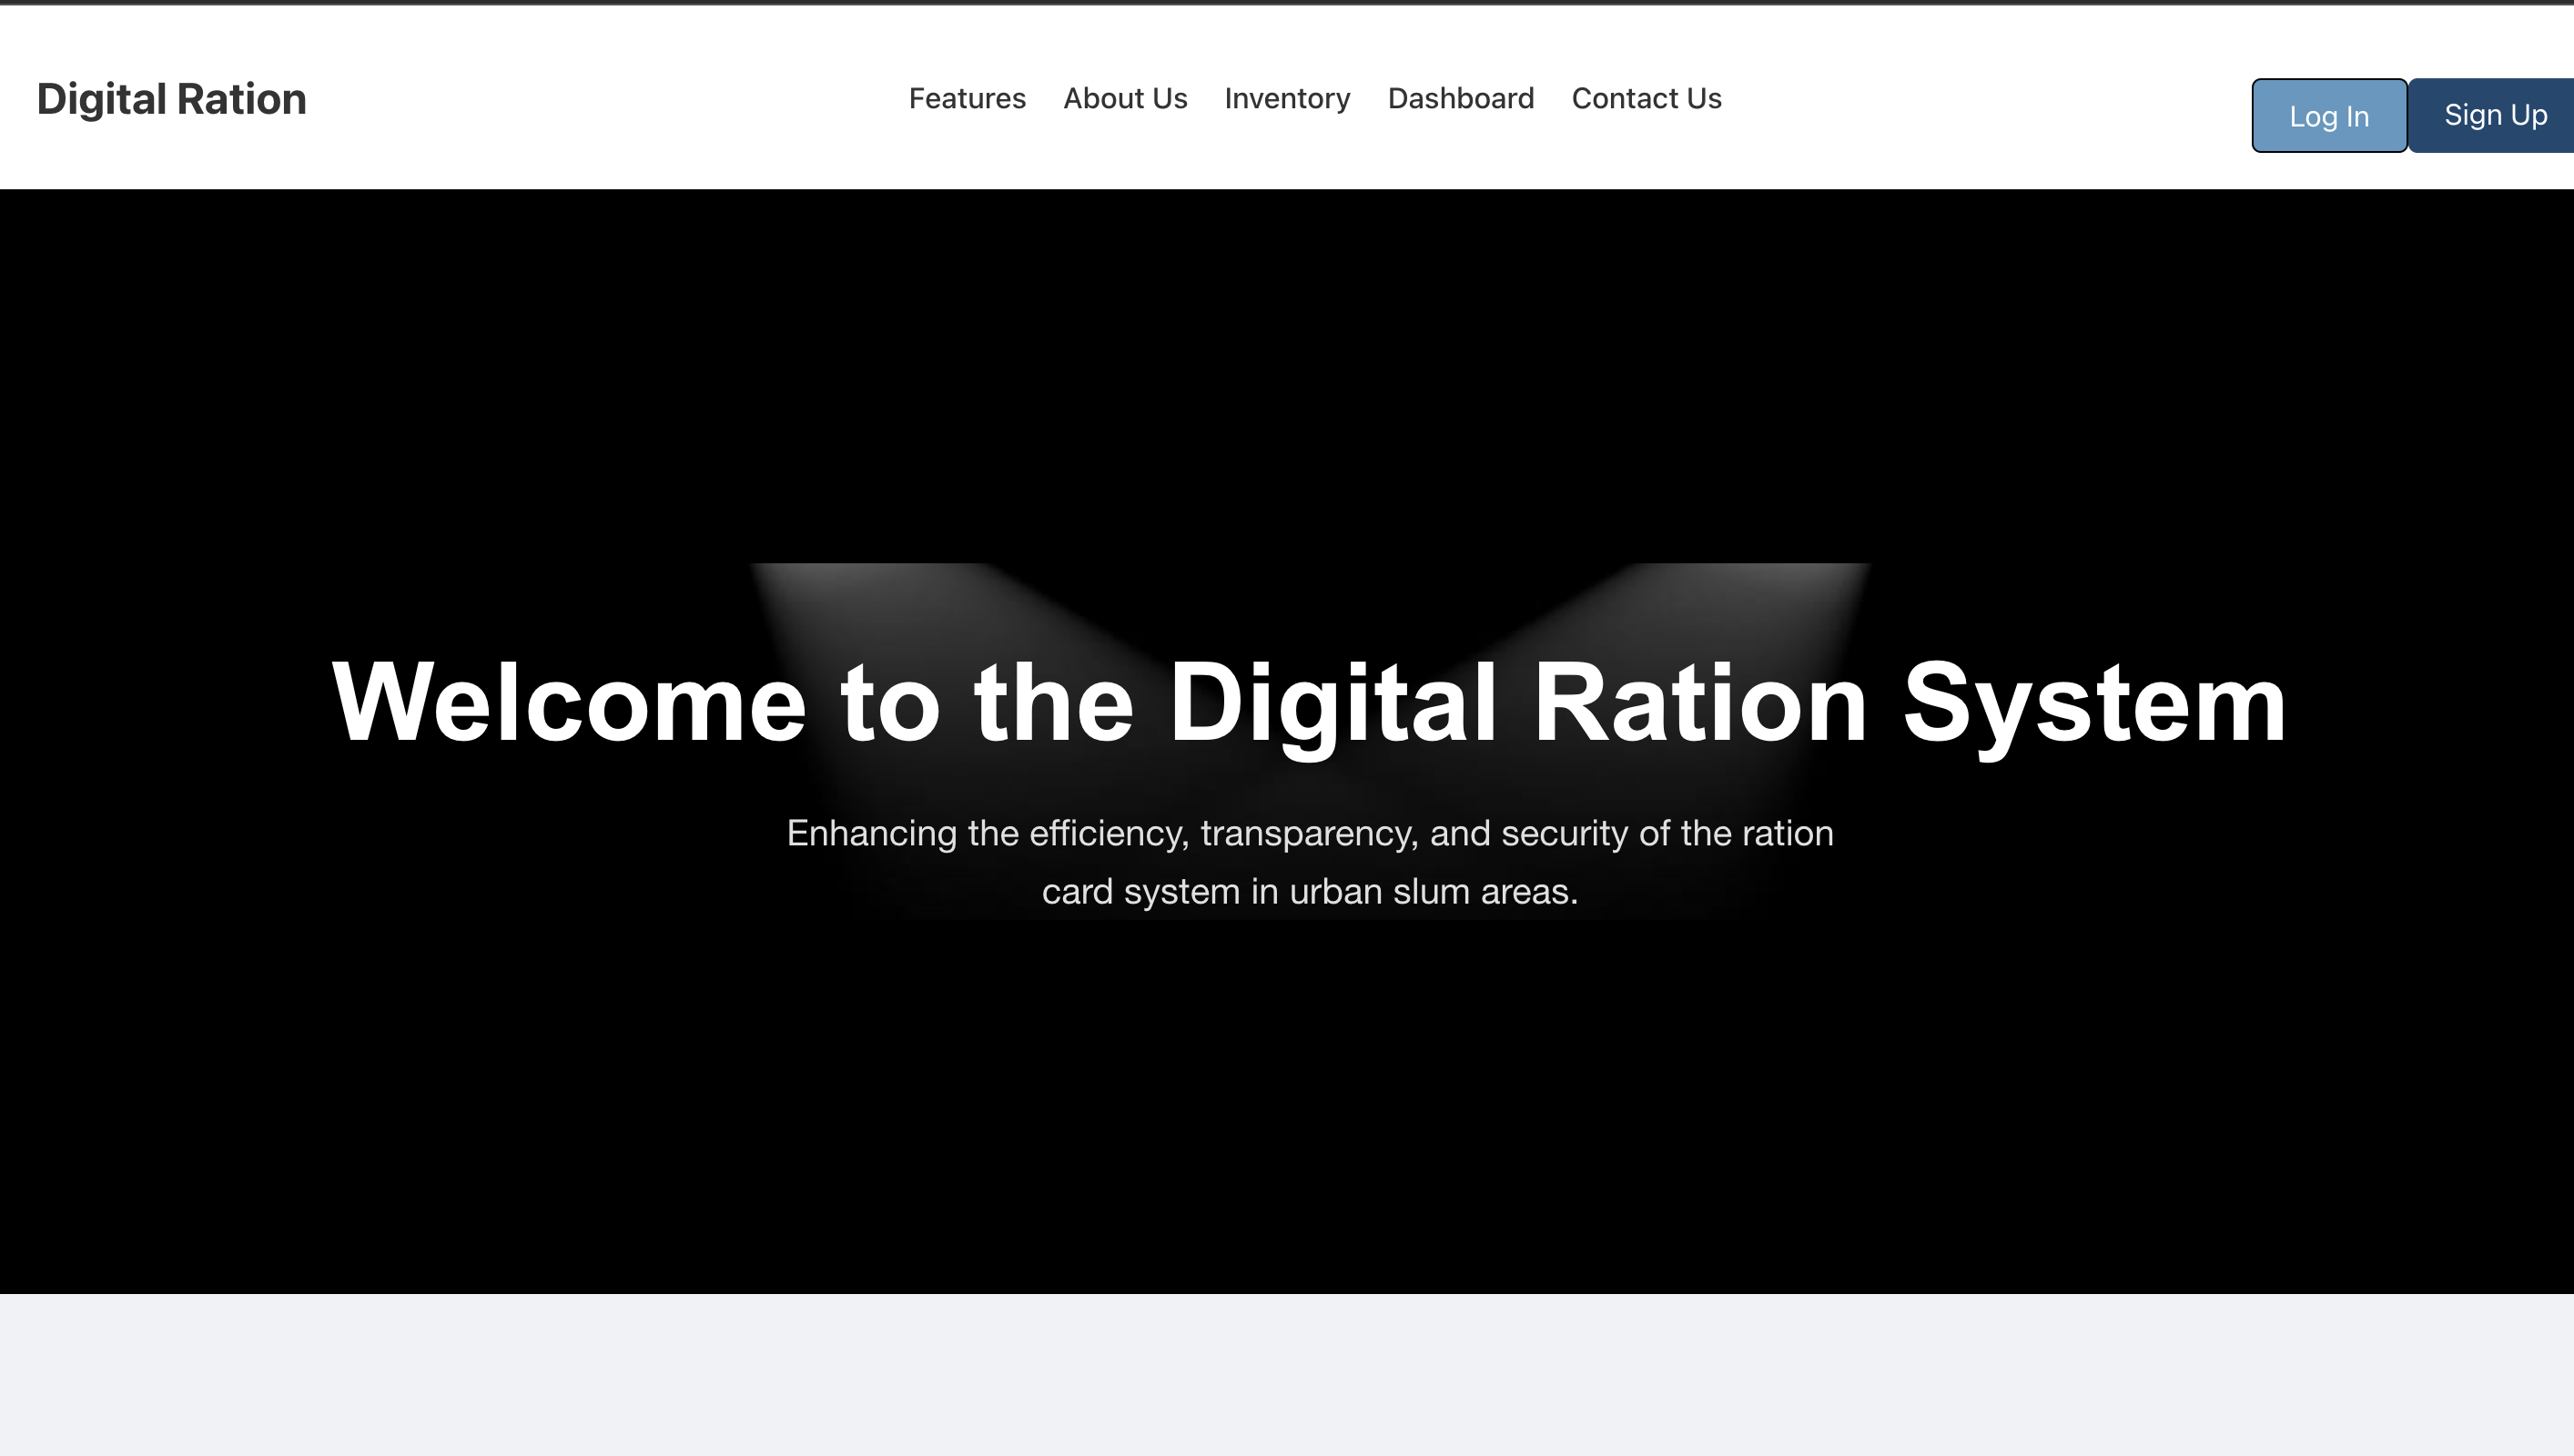 Digital Ration
Features About Us Inventory Dashboard Contact Us
Log In Sign Up
Welcome to the Digital Ration System
Enhancing the efficiency, transparency, and security of the ration
card system in urban slum areas.